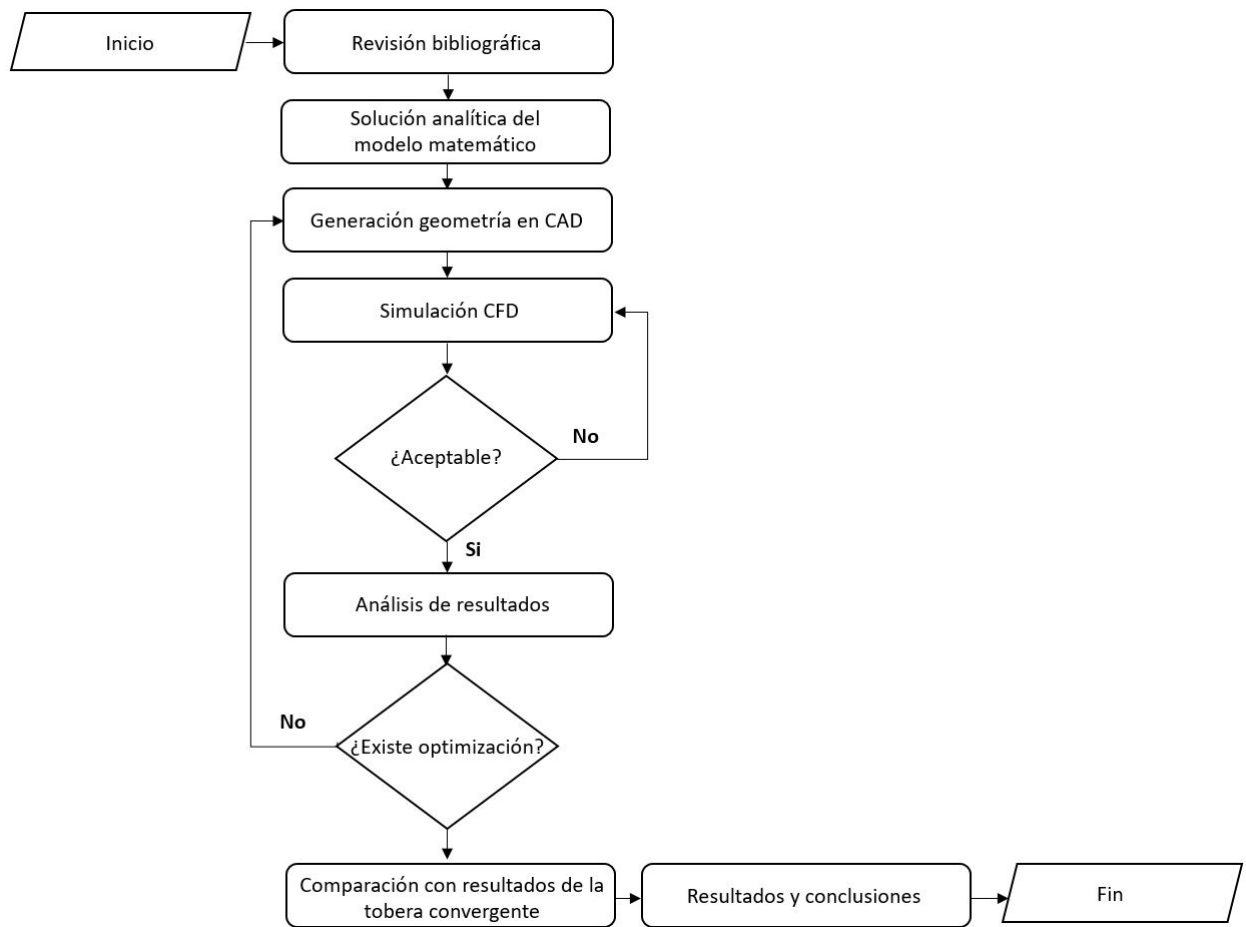 Inicio
Revisión bibliográfica
Solución analítica del
modelo matemático
Generación geometría en CAD
Simulación CFD
¿Aceptable?
No
Si
Análisis de resultados
No
¿Existe optimización?
Comparación con resultados de la
tobera convergente
Resultados y conclusiones
Fin